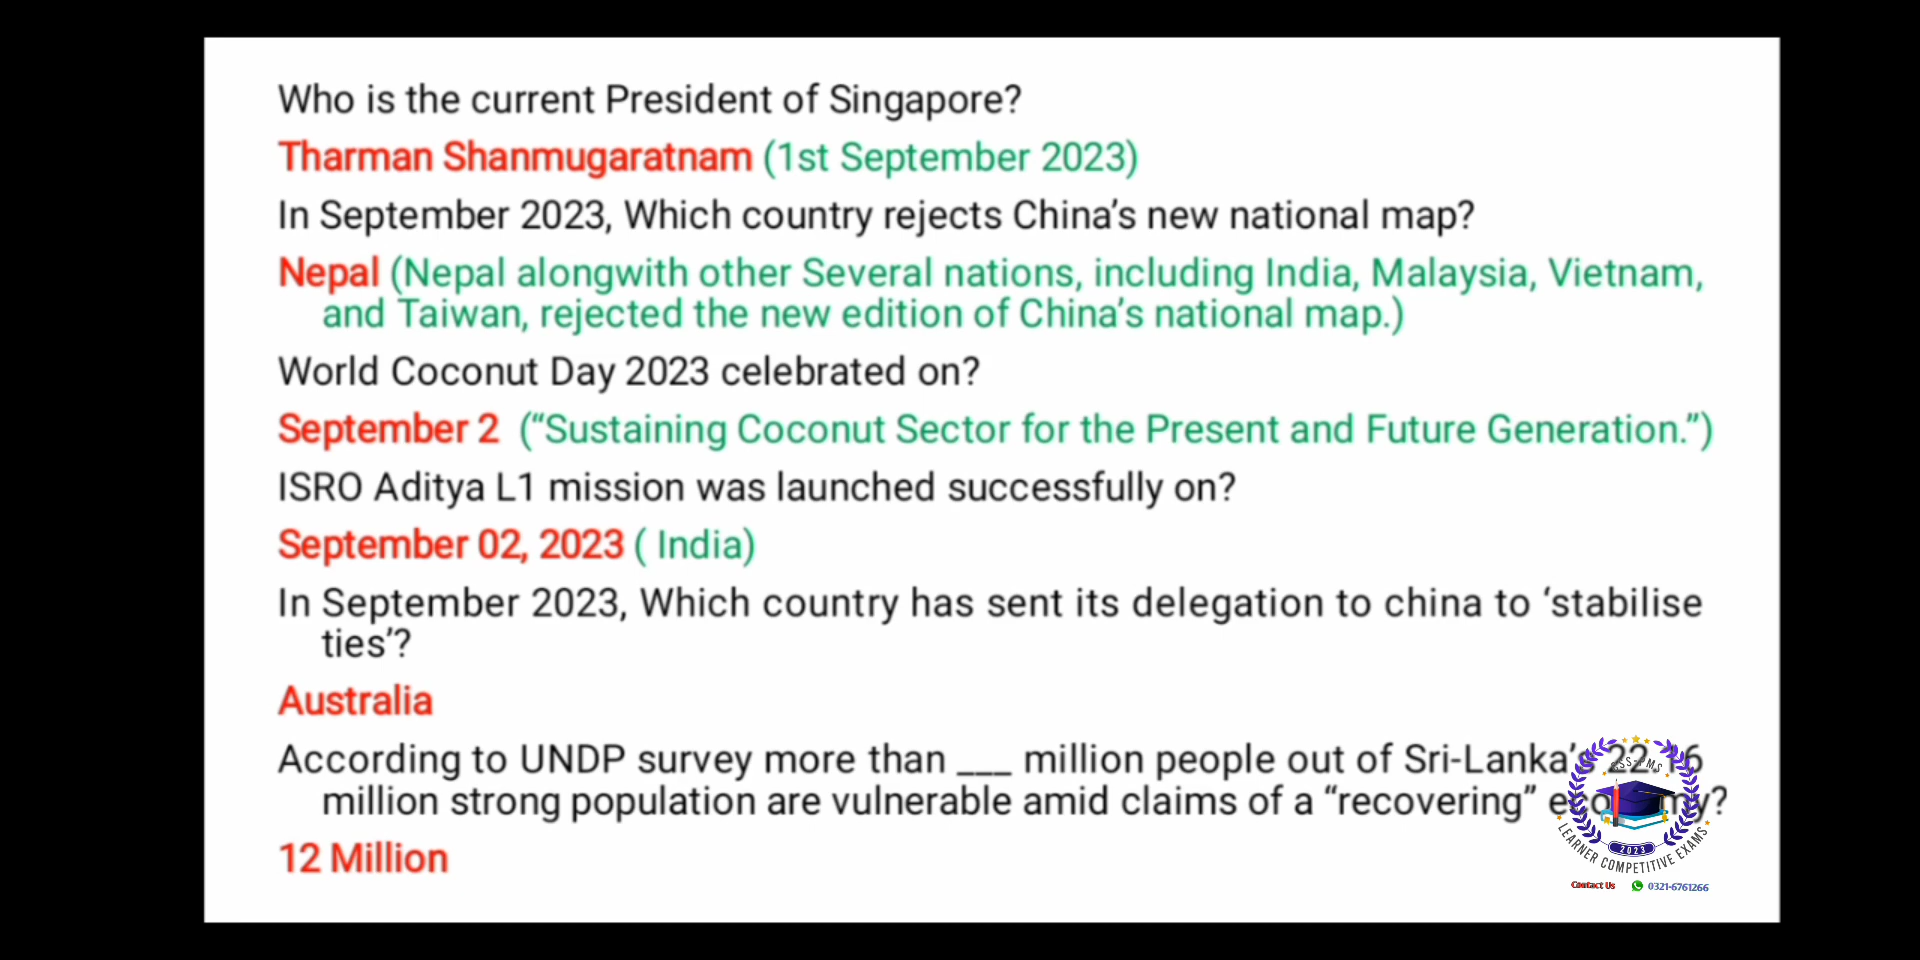 Who is the current President of Singapore?
Tharman Shanmugaratnam (1st September 2023)
In September 2023, Which country rejects China's new national map?
Nepal (Nepal alongwith other Several nations, including India, Malaysia, Vietnam,
and Taiwan, rejected the new edition of China's national map.)
World Coconut Day 2023 celebrated on?
September 2 (“Sustaining Coconut Sector for the Present and Future Generation.”)
ISRO Aditya L1 mission was launched successfully on?
September 02, 2023 ( India)
In September 2023, Which country has sent its delegation to china to ‘stabilise
ties’?
Australia
According to UNDP survey more than ___ million people out of Sri-Lanka’s 22.16
million strong population are vulnerable amid claims of a “recovering” economy?
12 Million
CSS-PMS
2023
LEARNER COMPETITIVE EXAMS
Contact Us 0321-6761266